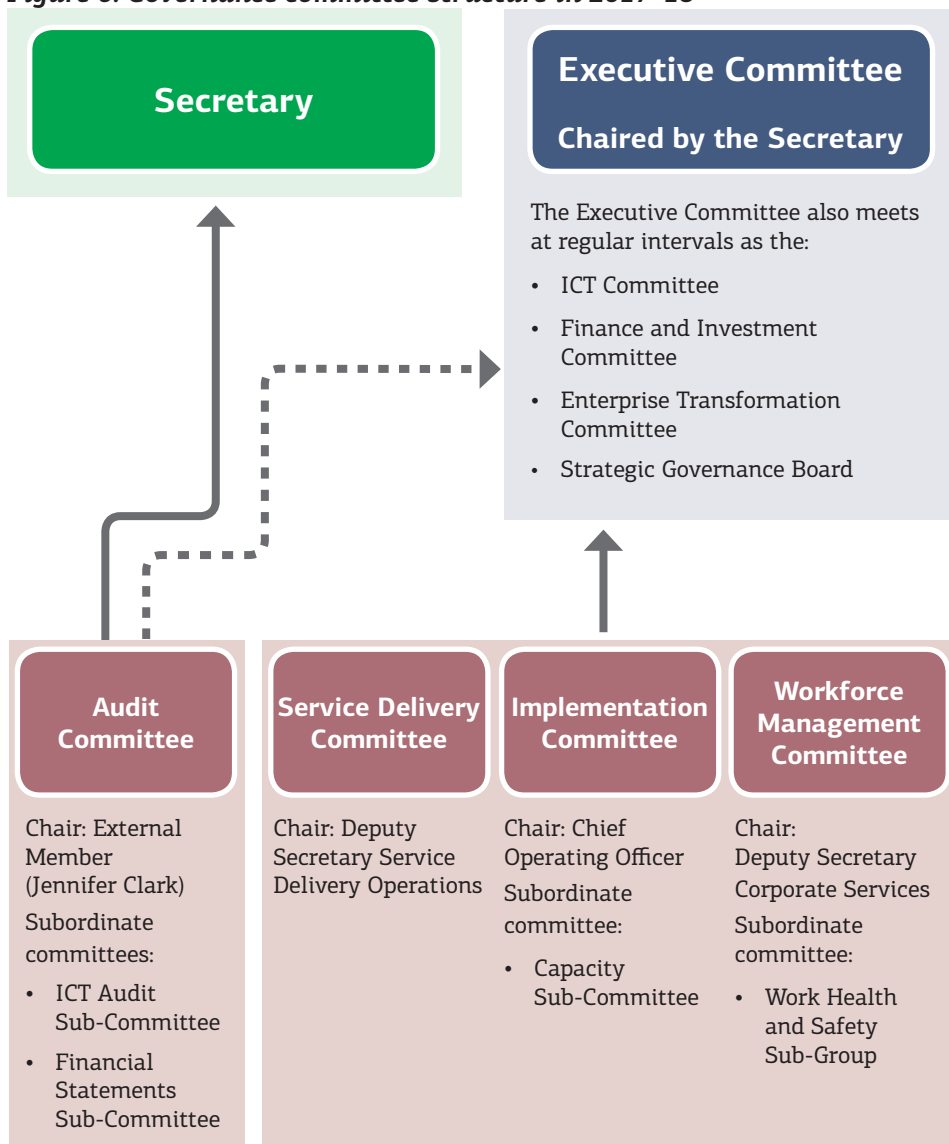 Secretary
Executive Committee
Chaired by the Secretary
The Executive Committee also meets
at regular intervals as the:
• ICT Committee
• Finance and Investment
Committee
• Enterprise Transformation
Committee
• Strategic Governance Board
Audit
Committee
Chair: External
Member
(Jennifer Clark)
Subordinate
committees:
• ICT Audit
Sub-Committee
• Financial
Statements
Sub-Committee
Service Delivery
Committee
Chair: Deputy
Secretary Service
Delivery Operations
Implementation
Committee
Chair: Chief
Operating Officer
Subordinate
committee:
• Capacity
Sub-Committee
Workforce
Management
Committee
Chair:
Deputy Secretary
Corporate Services
Subordinate
committee:
• Work Health
and Safety
Sub-Group